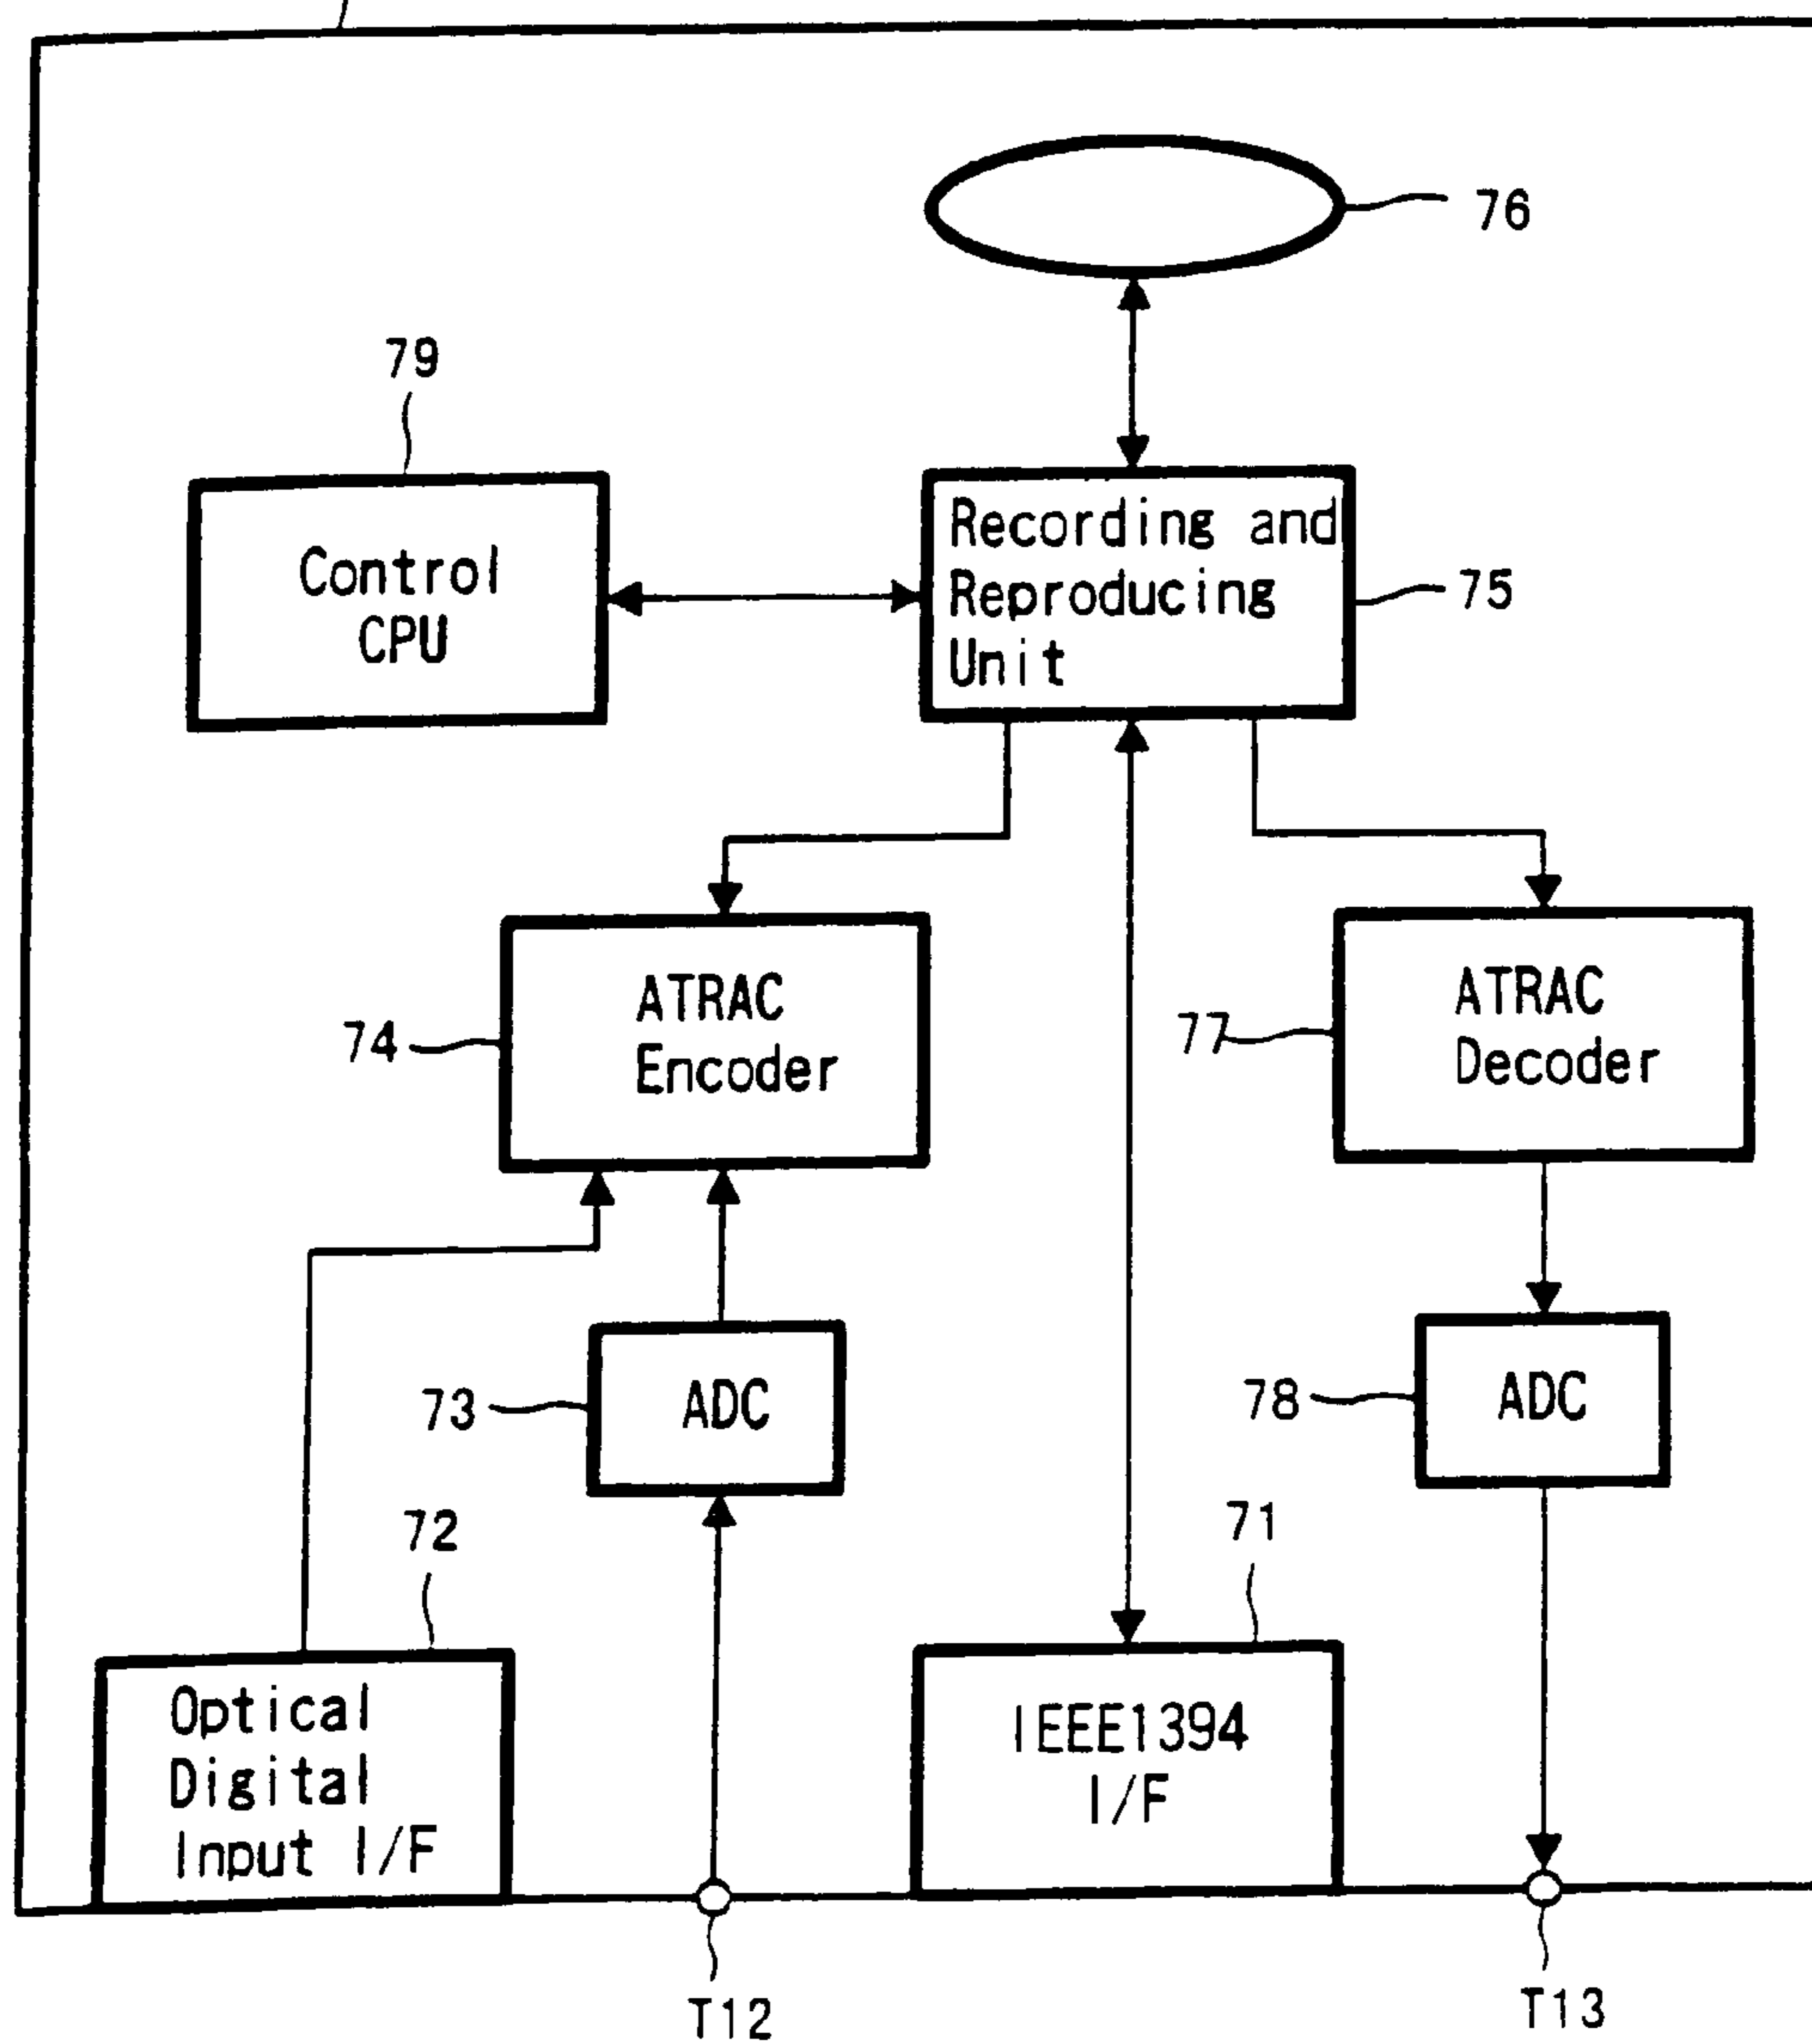 76
79
Control
CPU
Recording and
Reproducing
Unit
75
74
ATRAC
Encoder
77
ATRAC
Decoder
73
ADC
78
ADC
72
71
Optical
Digital
Input I/F
IEEE1394
I/F
T12
T13